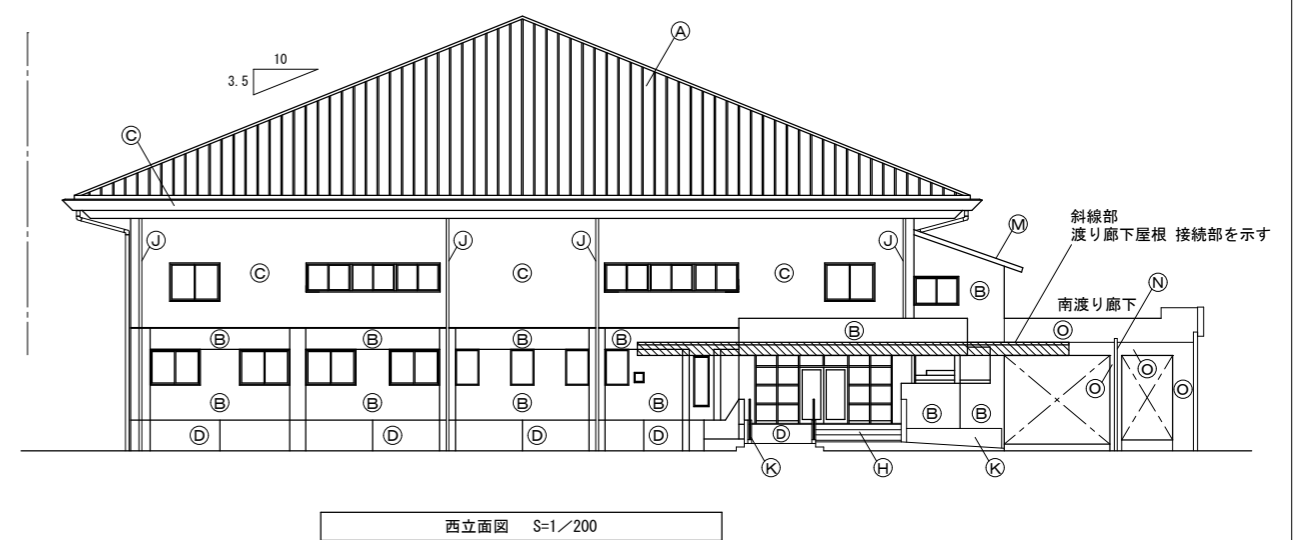 Ⓐ
10
3.5
Ⓒ
斜線部
渡り廊下屋根 接続部を示す
Ⓜ
Ⓙ Ⓙ Ⓙ Ⓙ
Ⓒ Ⓒ Ⓒ
Ⓑ
Ⓝ
南渡り廊下
Ⓑ Ⓑ Ⓑ Ⓑ Ⓑ Ⓞ
Ⓞ Ⓞ Ⓞ
Ⓑ Ⓑ Ⓑ Ⓑ Ⓑ Ⓑ
Ⓓ Ⓓ Ⓓ Ⓓ Ⓓ
Ⓚ Ⓗ Ⓚ
西立面図 S=1／200